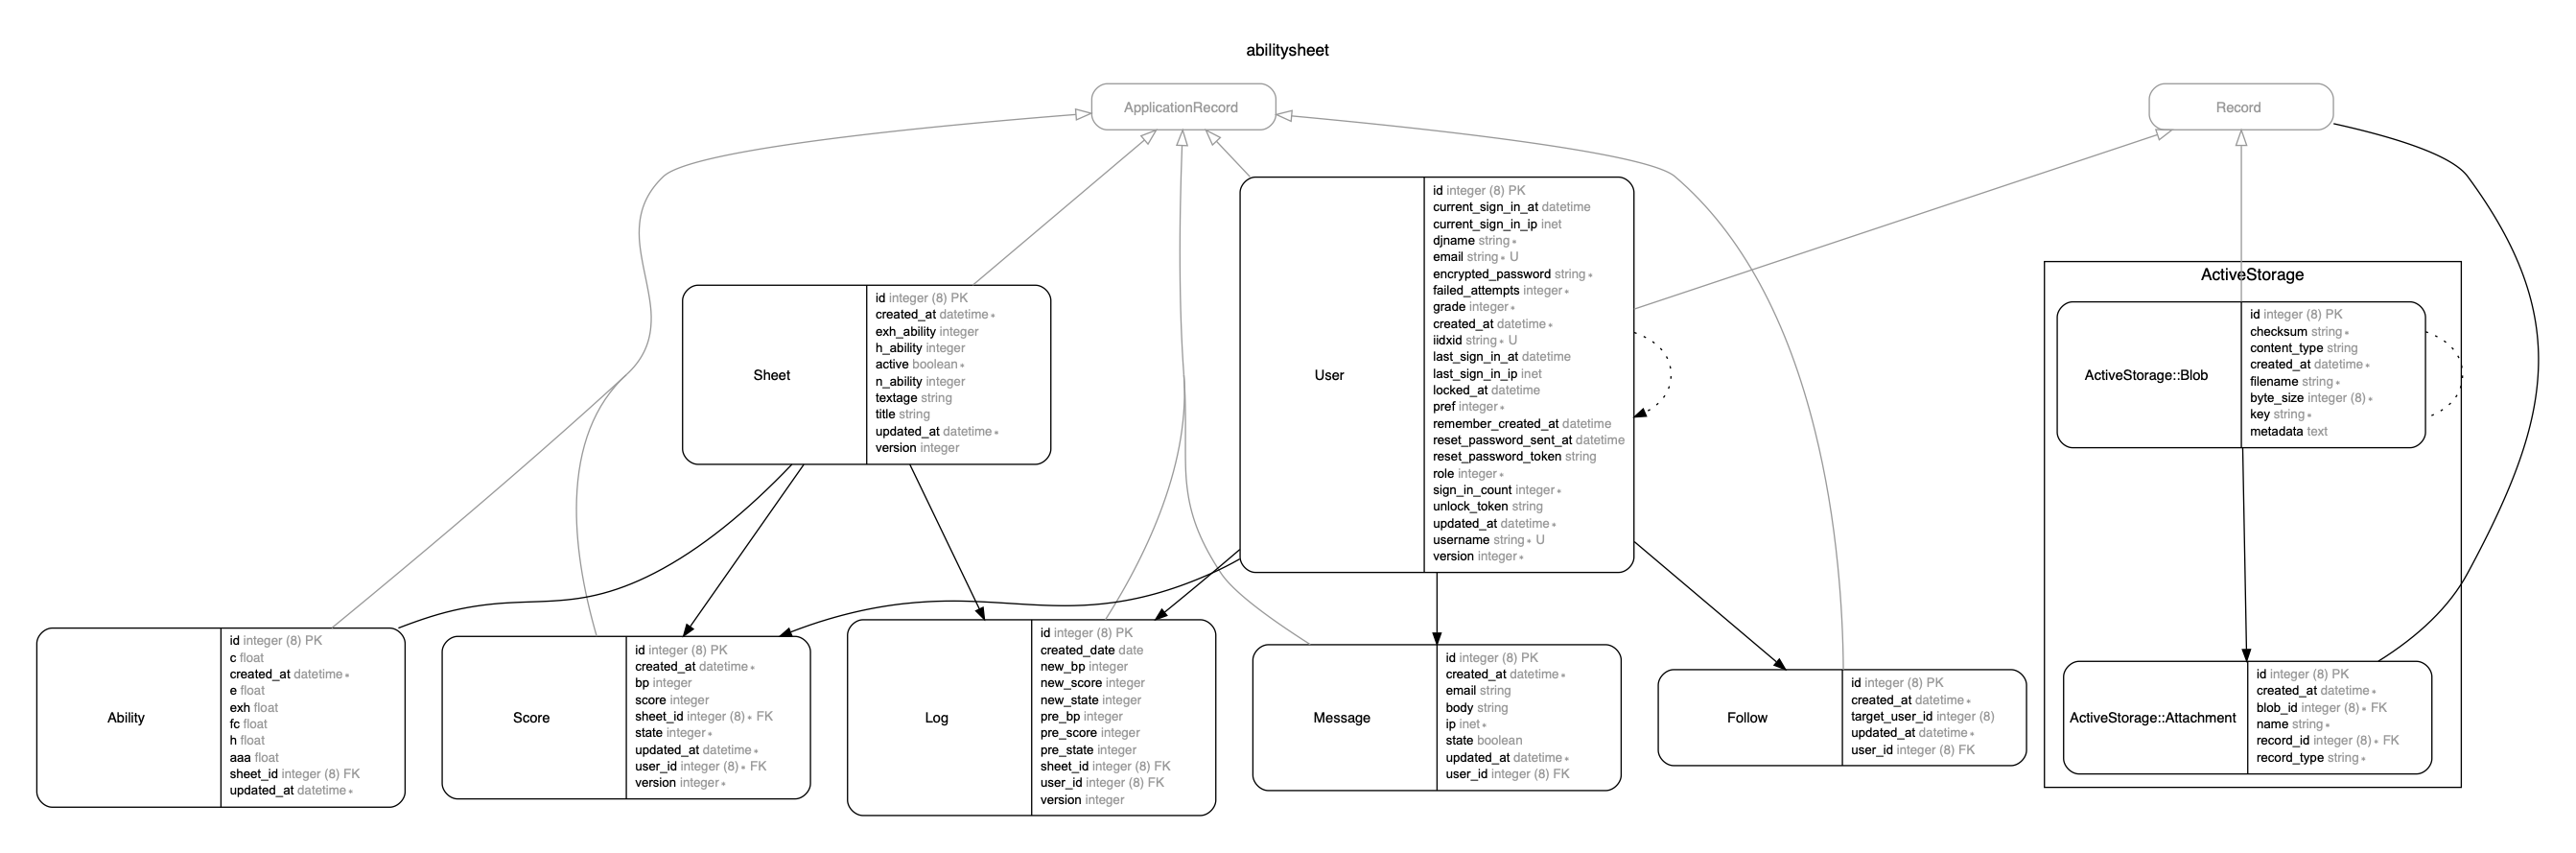 abilitysheet
ApplicationRecord
Record
User
id integer (8) PK
current_sign_in_at datetime
current_sign_in_ip inet
djname string *
email string * U
encrypted_password string *
failed_attempts integer *
grade integer *
created_at datetime *
iidxid string * U
last_sign_in_at datetime
last_sign_in_ip inet
locked_at datetime
pref integer *
remember_created_at datetime
reset_password_sent_at datetime
reset_password_token string
role integer *
sign_in_count integer *
unlock_token string
updated_at datetime *
username string * U
version integer *
Sheet
id integer (8) PK
created_at datetime *
exh_ability integer
h_ability integer
active boolean *
n_ability integer
textage string
title string
updated_at datetime *
version integer
ActiveStorage
ActiveStorage::Blob
id integer (8) PK
checksum string *
content_type string
created_at datetime *
filename string *
byte_size integer (8) *
key string *
metadata text
Ability
id integer (8) PK
c float
created_at datetime *
e float
exh float
fc float
h float
aaa float
sheet_id integer (8) FK
updated_at datetime *
Score
id integer (8) PK
created_at datetime *
bp integer
score integer
sheet_id integer (8) * FK
state integer *
updated_at datetime *
user_id integer (8) * FK
version integer *
Log
id integer (8) PK
created_date date
new_bp integer
new_score integer
new_state integer
pre_bp integer
pre_score integer
pre_state integer
sheet_id integer (8) FK
user_id integer (8) FK
version integer
Message
id integer (8) PK
created_at datetime *
email string
body string
ip inet *
state boolean
updated_at datetime *
user_id integer (8) FK
Follow
id integer (8) PK
created_at datetime *
target_user_id integer (8)
updated_at datetime *
user_id integer (8) FK
ActiveStorage::Attachment
id integer (8) PK
created_at datetime *
blob_id integer (8) * FK
name string *
record_id integer (8) * FK
record_type string *